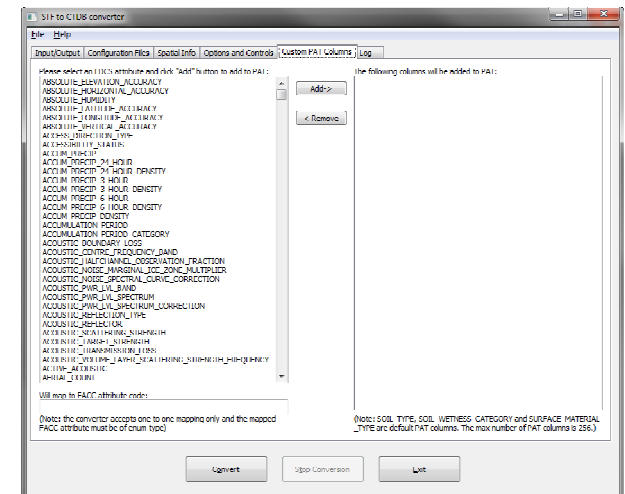 STF to CTDB converter
File Help
Input/Output Configuration Files Spatial Info Options and Controls Custom PAT Columns Log
Please select an EDCS attribute and click "Add" button to add to PAT:
The following columns will be added to PAT:
ABSOLUTE_ELEVATION_ACCURACY
ABSOLUTE_HORIZONTAL_ACCURACY
ABSOLUTE_HUMIDITY
ABSOLUTE_LATITUDE_ACCURACY
ABSOLUTE_LONGITUDE_ACCURACY
ABSOLUTE_VERTICAL_ACCURACY
ACCESS_DIRECTION_TYPE
ACCESSIBILITY_STATUS
ACCUM_PRECIP
ACCUM_PRECIP_24_HOUR
ACCUM_PRECIP_24_HOUR_DENSITY
ACCUM_PRECIP_3_HOUR
ACCUM_PRECIP_3_HOUR_DENSITY
ACCUM_PRECIP_6_HOUR
ACCUM_PRECIP_6_HOUR_DENSITY
ACCUM_PRECIP_DENSITY
ACCUMULATION_PERIOD
ACCUMULATION_PERIOD_CATEGORY
ACOUSTIC_BOUNDARY_LOSS
ACOUSTIC_CENTRE_FREQUENCY_BAND
ACOUSTIC_HALFCHANNEL_OBSERVATION_FRACTION
ACOUSTIC_NOISE_MARGINAL_ICE_ZONE_MULTIPLIER
ACOUSTIC_NOISE_SPECTRAL_CURVE_CORRECTION
ACOUSTIC_PWR_LVL_BAND
ACOUSTIC_PWR_LVL_SPECTRUM
ACOUSTIC_PWR_LVL_SPECTRUM_CORRECTION
ACOUSTIC_REFLECTION_TYPE
ACOUSTIC_REFLECTOR
ACOUSTIC_SCATTERING_STRENGTH
ACOUSTIC_TARGET_STRENGTH
ACOUSTIC_TRANSMISSION_LOSS
ACOUSTIC_VOLUME_LAYER_SCATTERING_STRENGTH_FREQUENCY
ACTIVE_ACOUSTIC
AERIAL_COUNT
Add->
< Remove
Will map to FACC attribute code:
(Note: the converter accepts one to one mapping only and the mapped
FACC attribute must be of enum type)
(Note: SOIL_TYPE, SOIL_WETNESS_CATEGORY and SURFACE_MATERIAL
_TYPE are default PAT columns. The max number of PAT columns is 256.)
Convert Stop Conversion Exit